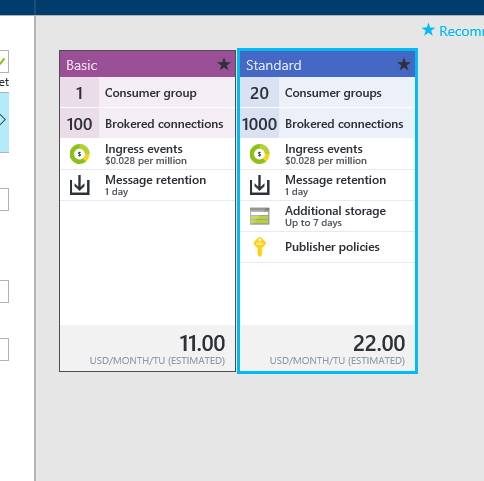 Recom
et
Basic
1 Consumer group
100 Brokered connections
Ingress events
$0.028 per million
Message retention
1 day
11.00
USD/MONTH/TU (ESTIMATED)
Standard
20 Consumer groups
1000 Brokered connections
Ingress events
$0.028 per million
Message retention
1 day
Additional storage
Up to 7 days
Publisher policies
22.00
USD/MONTH/TU (ESTIMATED)